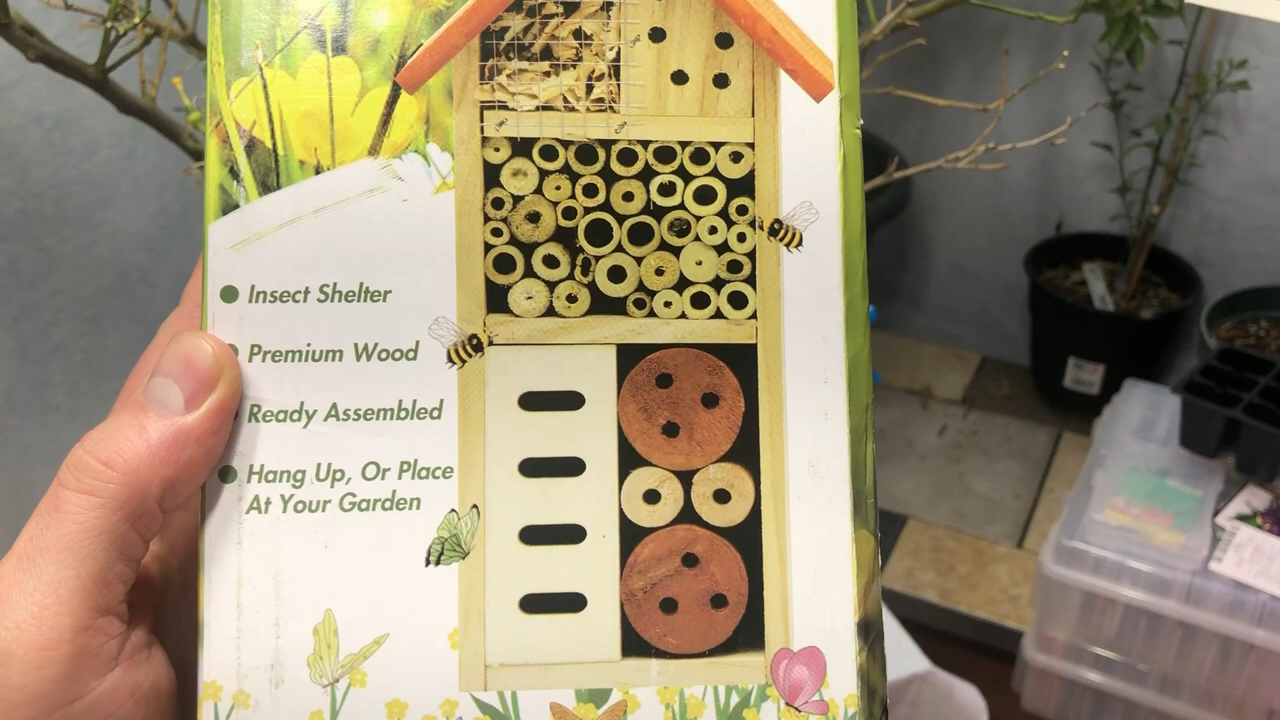 Insect Shelter
Premium Wood
Ready Assembled
Hang Up, Or Place
At Your Garden